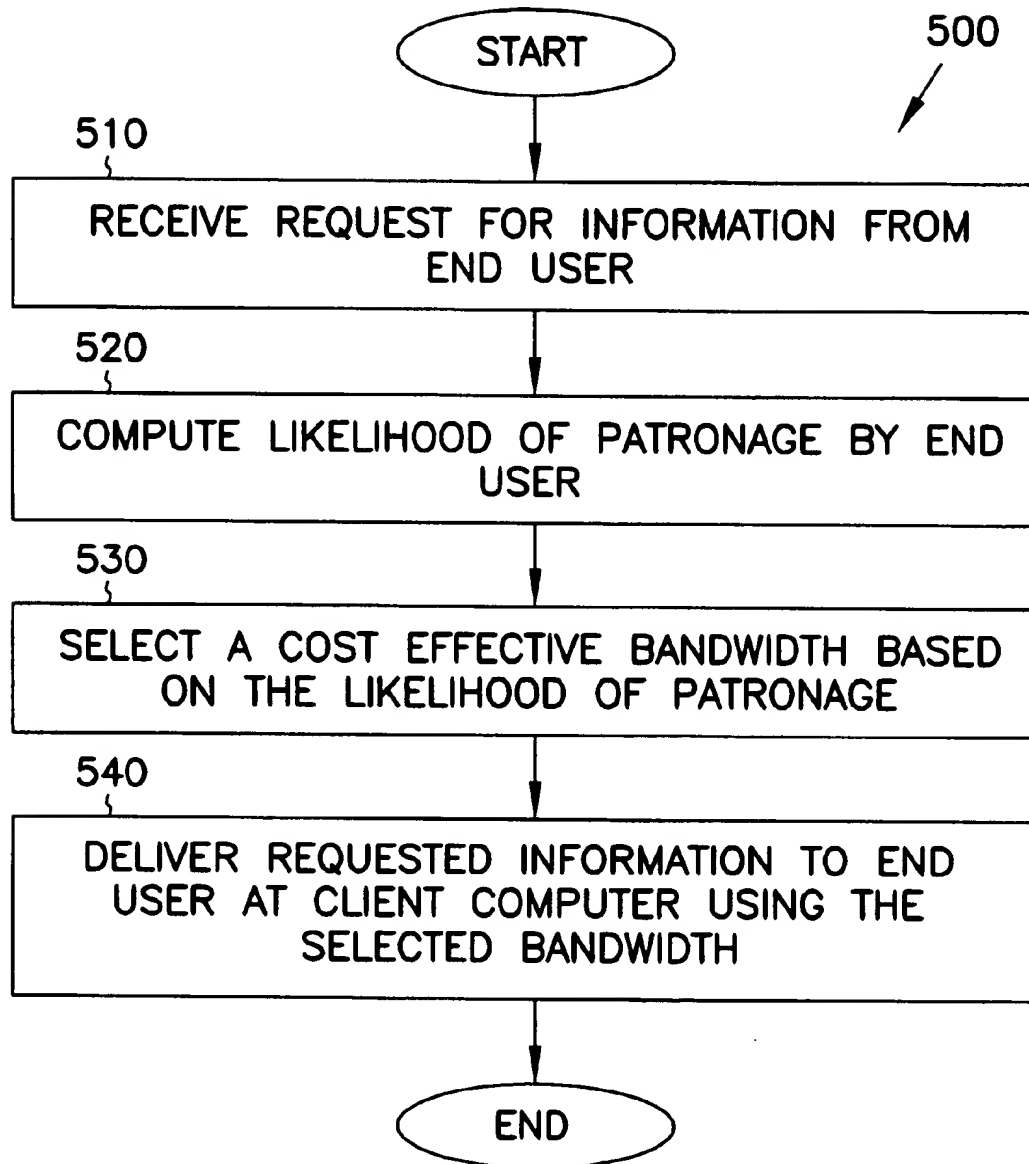 START
500
510
RECEIVE REQUEST FOR INFORMATION FROM
END USER
520
COMPUTE LIKELIHOOD OF PATRONAGE BY END
USER
530
SELECT A COST EFFECTIVE BANDWIDTH BASED
ON THE LIKELIHOOD OF PATRONAGE
540
DELIVER REQUESTED INFORMATION TO END
USER AT CLIENT COMPUTER USING THE
SELECTED BANDWIDTH
END